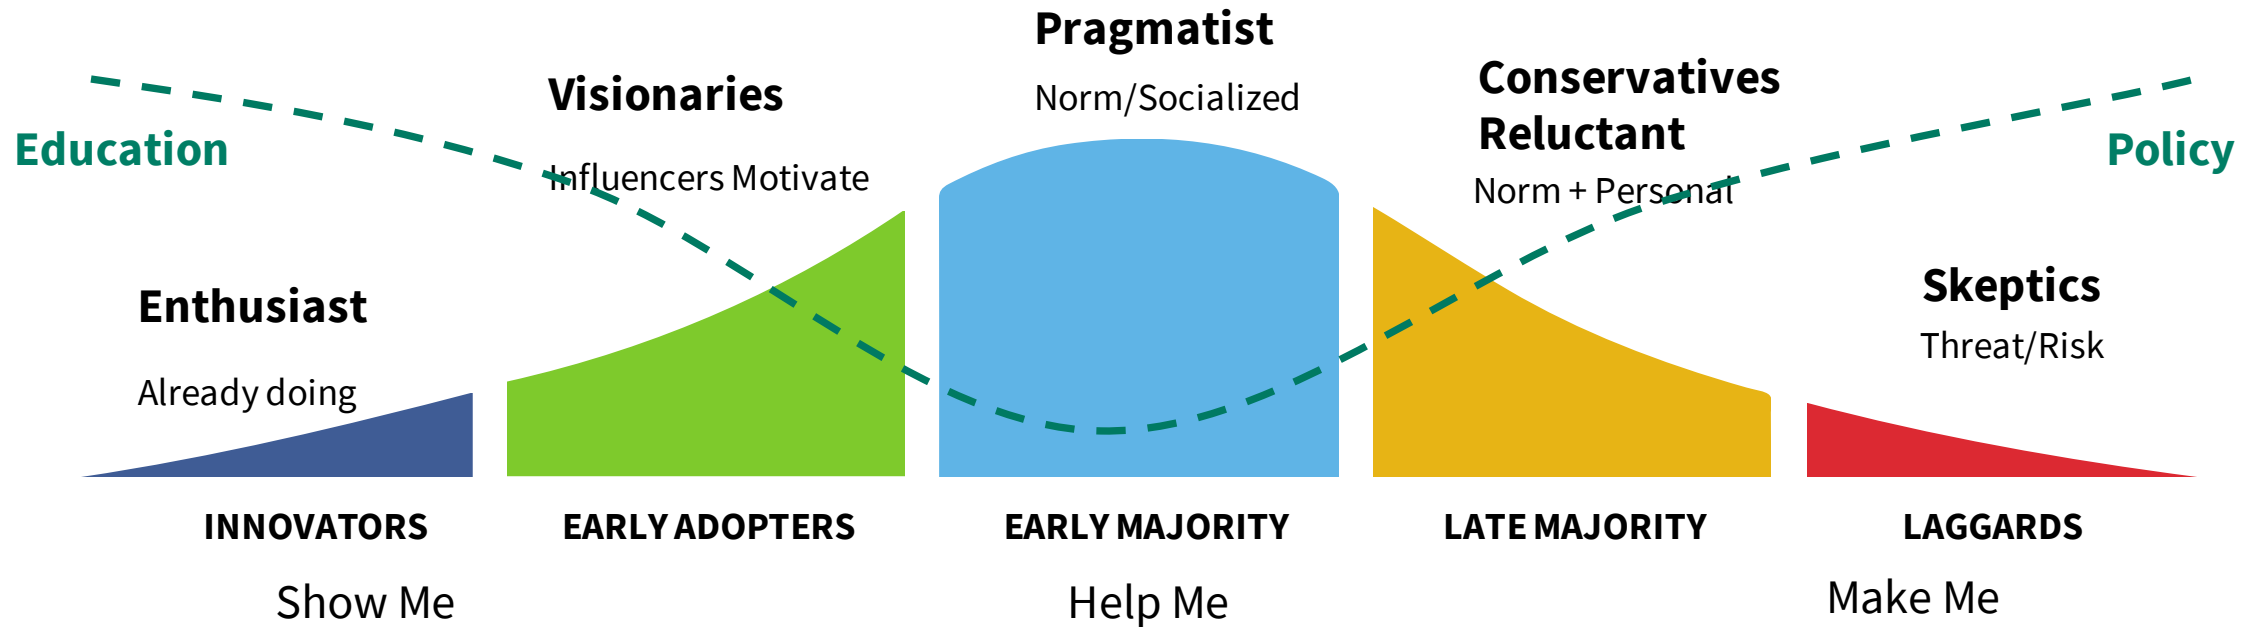 Pragmatist
Norm/Socialized
Visionaries
Influencers Motivate
Conservatives
Reluctant
Norm + Personal
Education
Policy
Enthusiast
Already doing
Skeptics
Threat/Risk
INNOVATORS
EARLY ADOPTERS
EARLY MAJORITY
LATE MAJORITY
LAGGARDS
Show Me
Help Me
Make Me